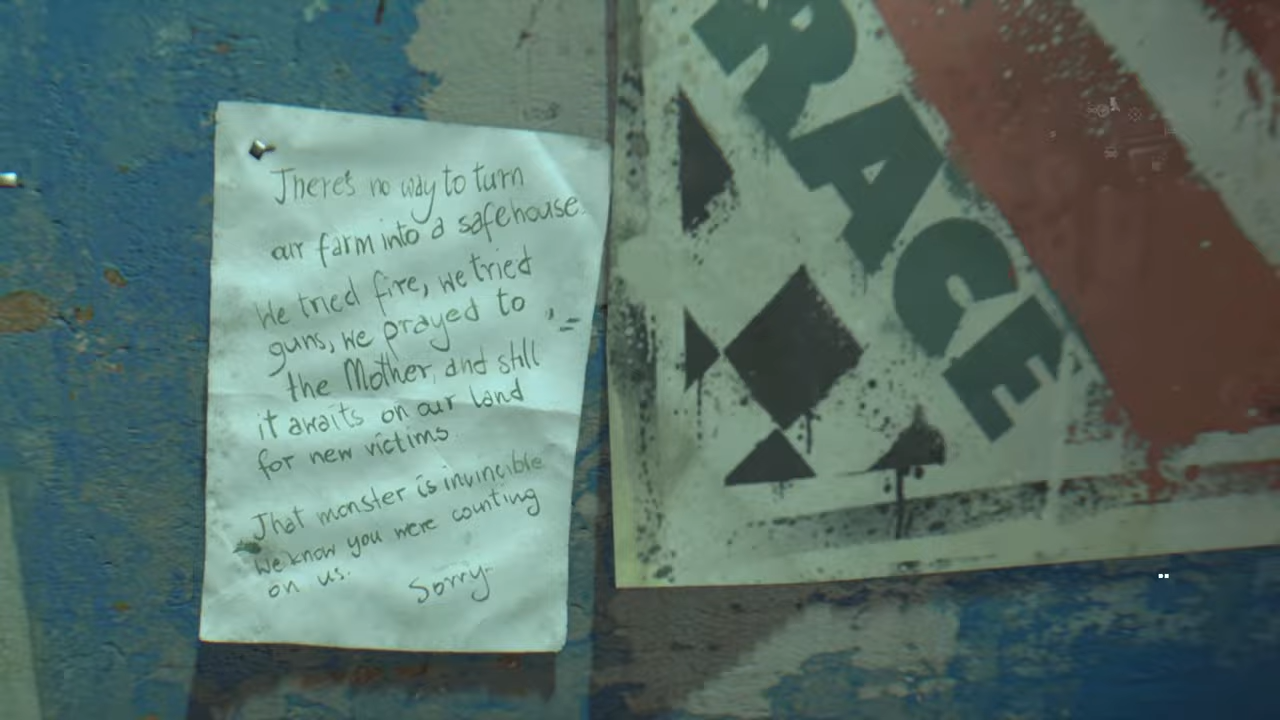 There's no way to turn
our farm into a safehouse.
We tried fire, we tried
guns, we prayed to
the Mother, and still
it awaits on our land
for new victims
That monster is invincible
We know you were counting
on us.
Sorry
RACE